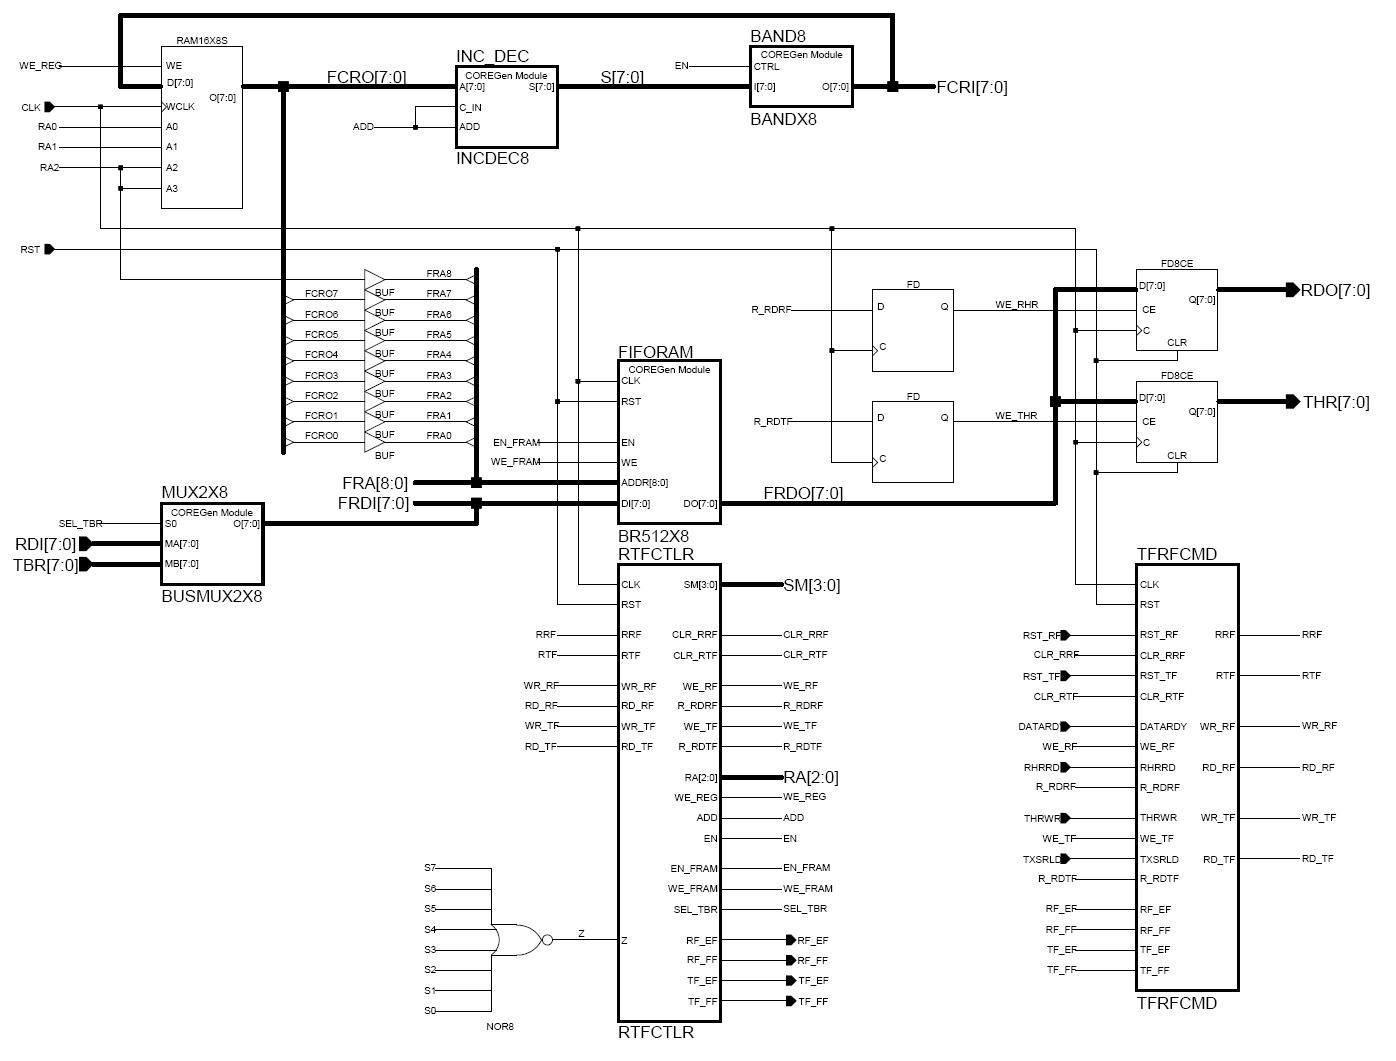 RAM16X8S
WE_REG WE
D[7:0]
O[7:0]
CLK WCLK
RA0 A0
RA1 A1
RA2 A2
A3
FCRO[7:0]
INC_DEC
COREGen Module
A[7:0] S[7:0]
C_IN
ADD ADD
INCDEC8
S[7:0]
BAND8
COREGen Module
EN CTRL
I[7:0] O[7:0]
BANDX8
FCRI[7:0]
RST
FRA8
BUF
FCRO7 FRA7
BUF
FCRO6 FRA6
BUF
FCRO5 FRA5
BUF
FCRO4 FRA4
BUF
FCRO3 FRA3
BUF
FCRO2 FRA2
BUF
FCRO1 FRA1
BUF
FCRO0 FRA0
BUF
FRA[8:0]
FRDI[7:0]
MUX2X8
COREGen Module
SEL_TBR S0 O[7:0]
RDI[7:0] MA[7:0]
TBR[7:0] MB[7:0]
BUSMUX2X8
FIFORAM
COREGen Module
CLK
RST
EN_FRAM EN
WE_FRAM WE
ADDR[8:0]
DI[7:0] DO[7:0]
BR512X8
FRDO[7:0]
FD
R_RDRF D Q WE_RHR
C
FD
R_RDTF D Q WE_THR
C
FD8CE
D[7:0]
Q[7:0] RDO[7:0]
CE
C
CLR
FD8CE
D[7:0]
Q[7:0] THR[7:0]
CE
C
CLR
RTFCTLR
CLK SM[3:0] SM[3:0]
RST
RRF RRF CLR_RRF CLR_RRF
RTF RTF CLR_RTF CLR_RTF
WR_RF WR_RF WE_RF WE_RF
RD_RF RD_RF R_RDRF R_RDRF
WR_TF WR_TF WE_TF WE_TF
RD_TF RD_TF R_RDTF R_RDTF
RA[2:0] RA[2:0]
WE_REG WE_REG
ADD ADD
EN EN
EN_FRAM EN_FRAM
WE_FRAM WE_FRAM
SEL_TBR SEL_TBR
Z Z RF_EF RF_EF
RF_FF RF_FF
TF_EF TF_EF
TF_FF TF_FF
RTFCTLR
S7
S6
S5
S4
S3
S2
S1
S0
NOR8
TFRFCMD
CLK
RST
RST_RF RST_RF RRF RRF
CLR_RRF CLR_RRF
RST_TF RST_TF RTF RTF
CLR_RTF CLR_RTF
DATARD DATARDY WR_RF WR_RF
WE_RF WE_RF
RHRRD RHRRD RD_RF RD_RF
R_RDRF R_RDRF
THRWR THRWR WR_TF WR_TF
WE_TF WE_TF
TXSRLD TXSRLD RD_TF RD_TF
R_RDTF R_RDTF
RF_EF RF_EF
RF_FF RF_FF
TF_EF TF_EF
TF_FF TF_FF
TFRFCMD